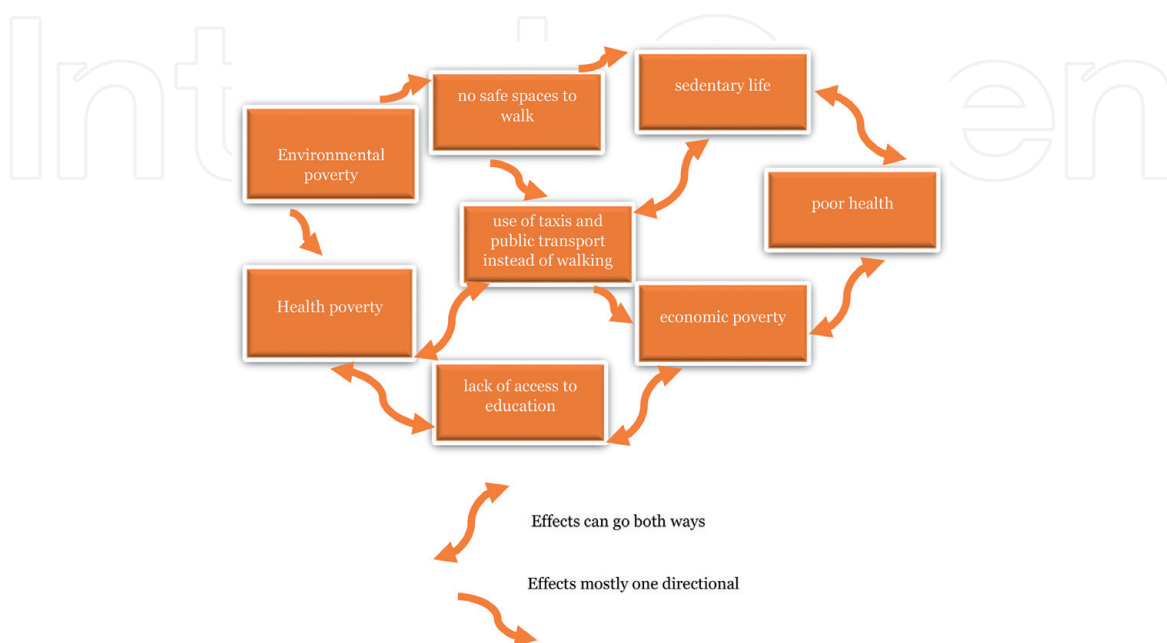 no safe spaces to
walk
sedentary life
Environmental
poverty
poor health
use of taxis and
public transport
instead of walking
Health poverty
economic poverty
lack of access to
education
Effects can go both ways
Effects mostly one directional